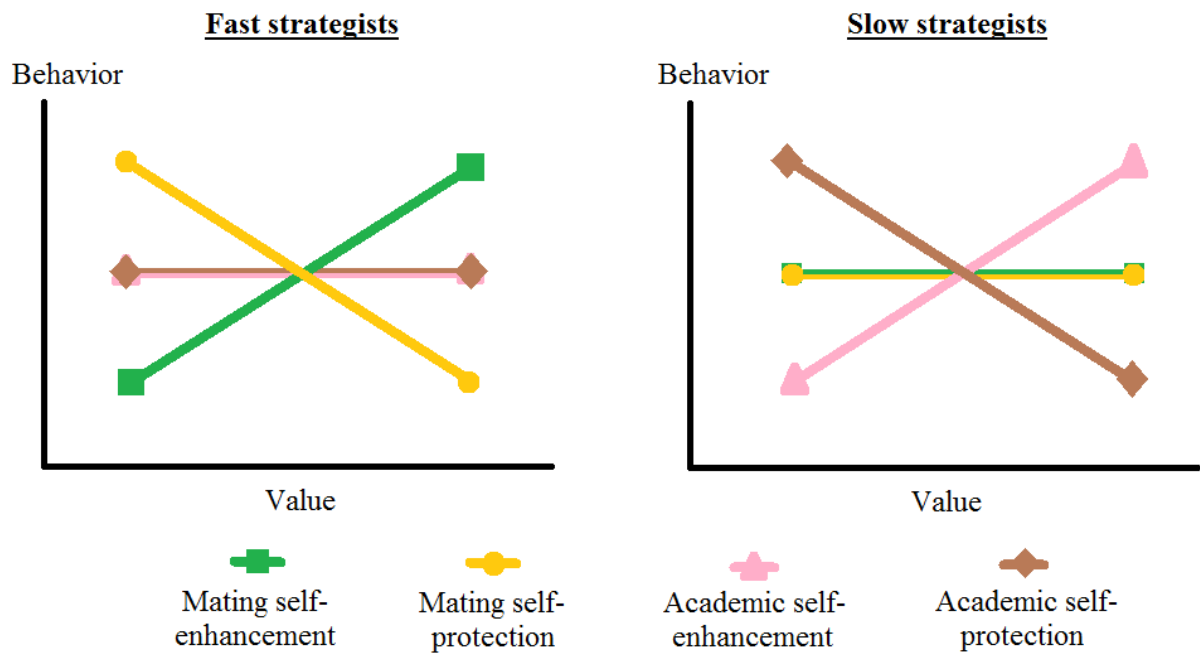 Fast strategists
Slow strategists
Behavior
Behavior
Value
Value
Mating self-
enhancement
Mating self-
protection
Academic self-
enhancement
Academic self-
protection